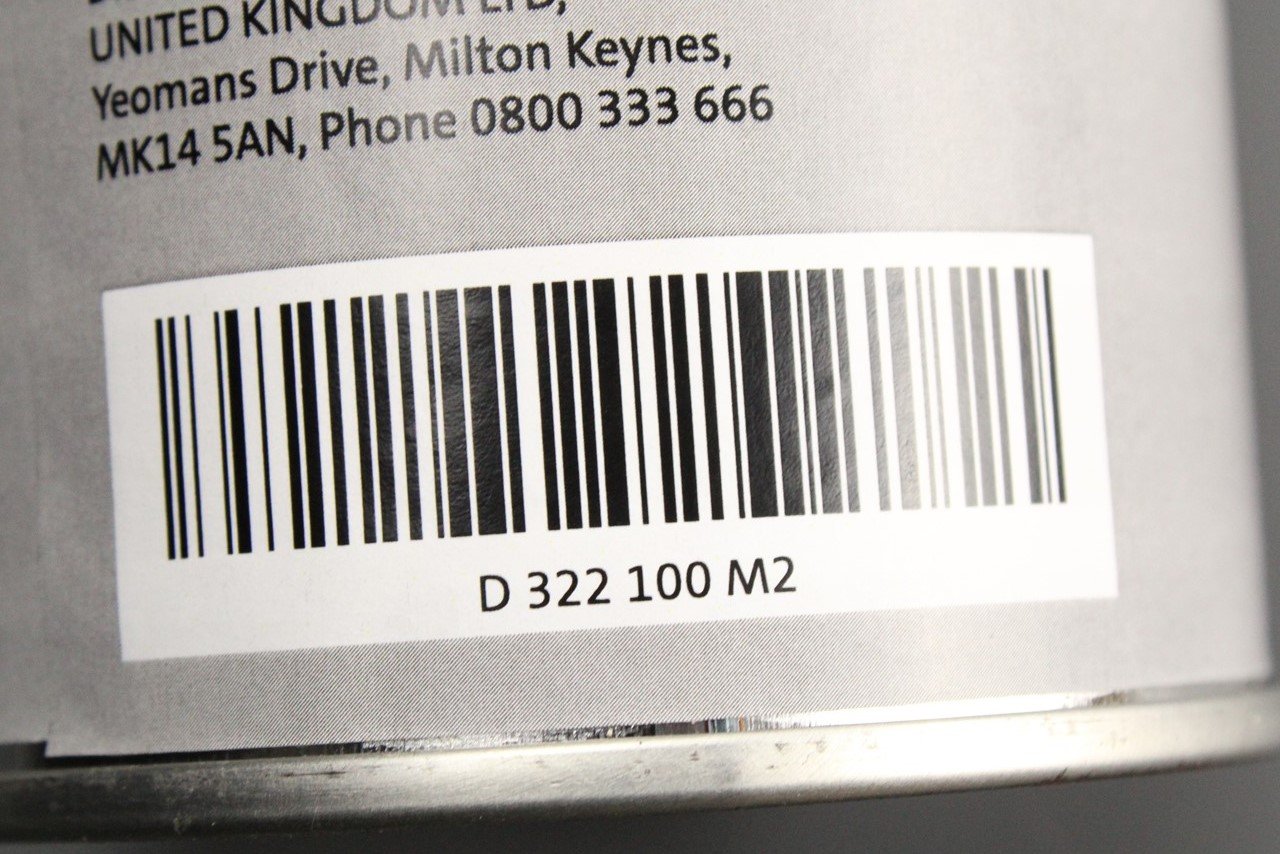 UNITED KINGDOM LTD,
Yeomans Drive, Milton Keynes,
MK14 5AN, Phone 0800 333 666
D 322 100 M2